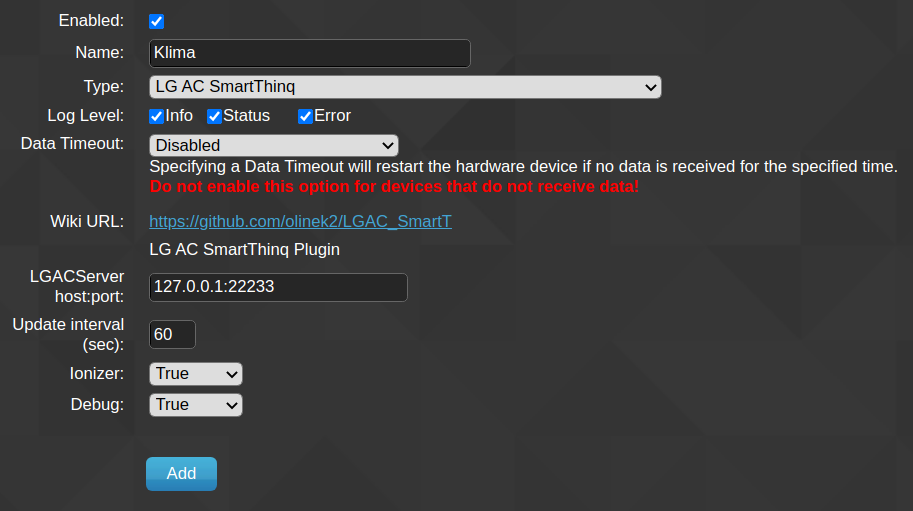 Enabled:
Name: Klima
Type: LG AC SmartThinq
Log Level: Info Status Error
Data Timeout: Disabled
Specifying a Data Timeout will restart the hardware device if no data is received for the specified time.
Do not enable this option for devices that do not receive data!
Wiki URL: https://github.com/olinek2/LGAC_SmartT
LG AC SmartThinq Plugin
LGACServer
host:port: 127.0.0.1:22233
Update interval
(sec): 60
Ionizer: True
Debug: True
Add